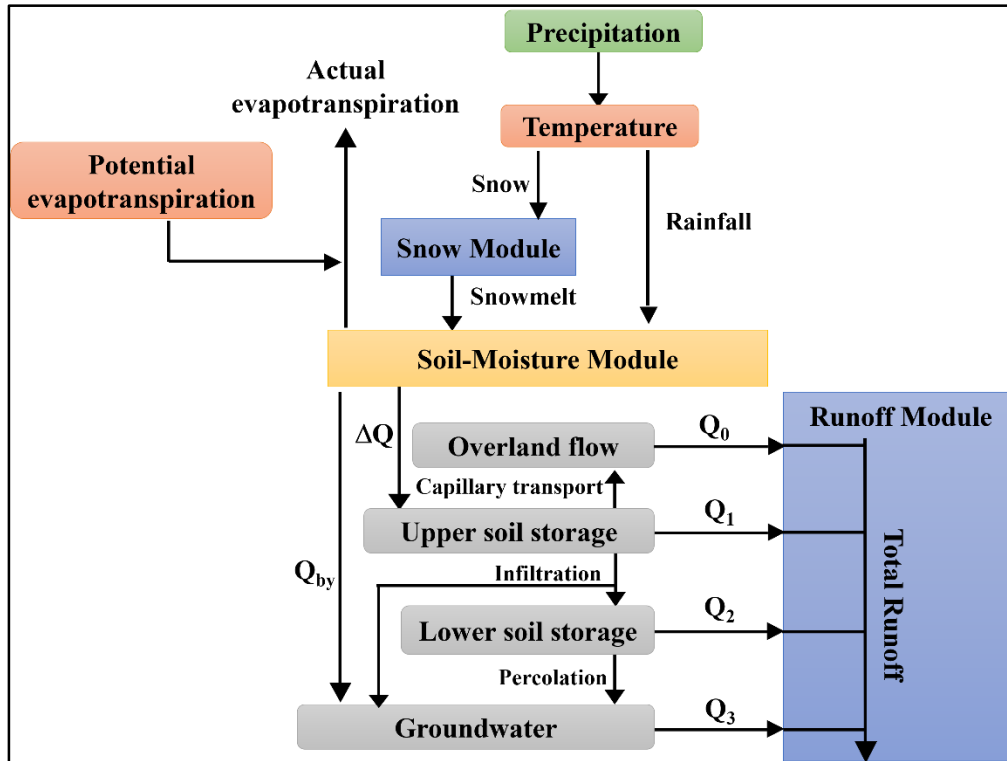 Precipitation
Actual
evapotranspiration
Temperature
Potential
evapotranspiration
Snow
Rainfall
Snow Module
Snowmelt
Soil-Moisture Module
Runoff Module
ΔQ
Overland flow
Q₀
Capillary transport
Upper soil storage
Q₁
Total Runoff
Q_by
Infiltration
Lower soil storage
Q₂
Percolation
Groundwater
Q₃